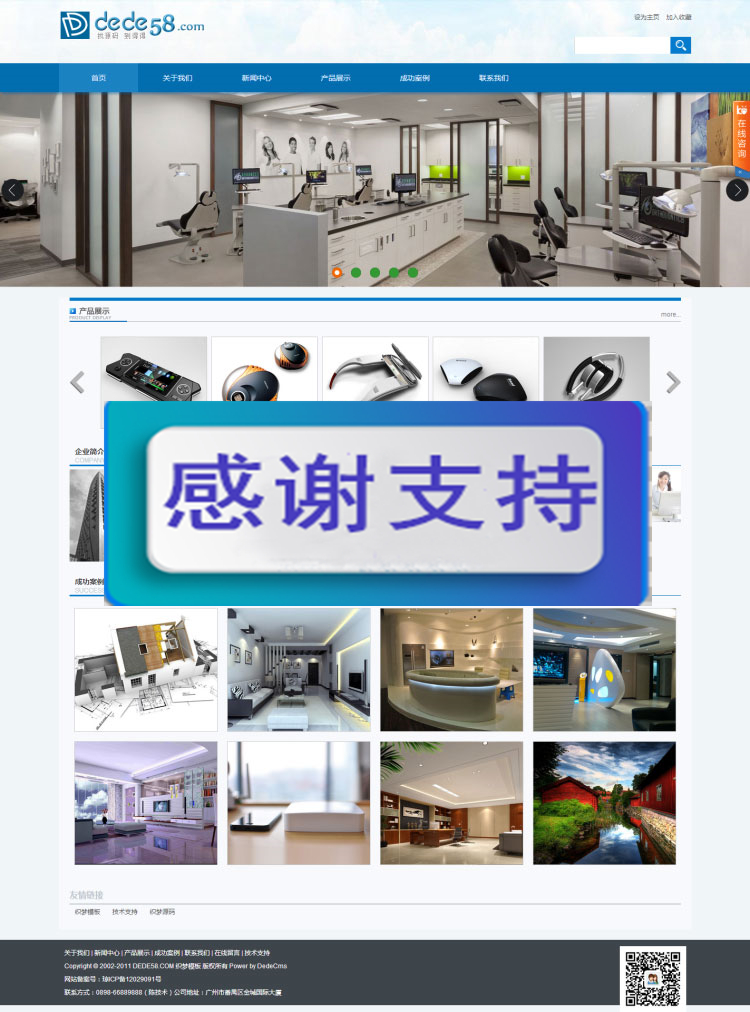 dede58.com
找源码 到得得
设为主页 加入收藏
首页 关于我们 新闻中心 产品展示 成功案例 联系我们
在线咨询
产品展示
PRODUCT DISPLAY
more...
企业简介
COMPANY
感谢支持
成功案例
SUCCESS
友情链接
织梦模板 技术支持 织梦源码
关于我们 | 新闻中心 | 产品展示 | 成功案例 | 联系我们 | 在线留言 | 技术支持
Copyright © 2002-2011 DEDE58.COM 织梦模板 版权所有 Power by DedeCms
网站备案号：琼ICP备12029091号
联系方式：0898-66889888（陈技术）公司地址：广州市番禺区金城国际大厦